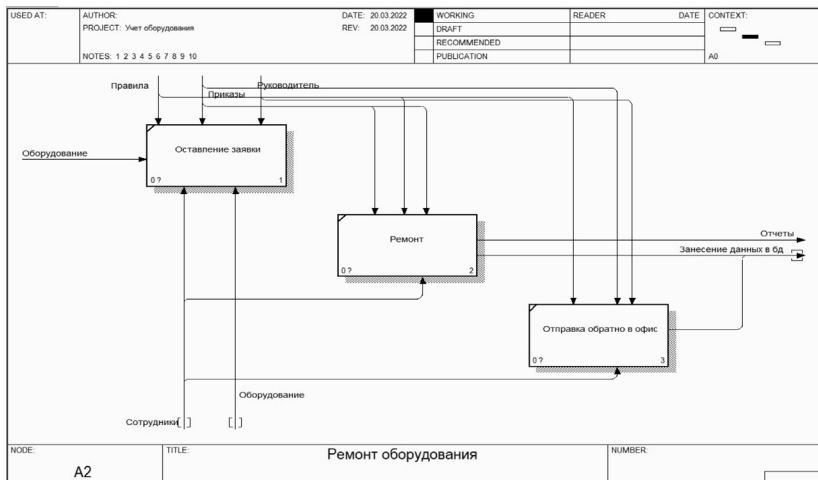 USED AT:
AUTHOR:
DATE: 20.03.2022
WORKING
READER
DATE
CONTEXT:
PROJECT: Учет оборудования
REV: 20.03.2022
DRAFT
RECOMMENDED
NOTES: 1 2 3 4 5 6 7 8 9 10
PUBLICATION
A0
Правила
Руководитель
Приказы
Оборудование
Оставление заявки
0 ?
1
Ремонт
0 ?
2
Отчеты
Занесение данных в бд
Отправка обратно в офис
0 ?
3
Оборудование
Сотрудники
NODE:
TITLE:
Ремонт оборудования
NUMBER:
A2